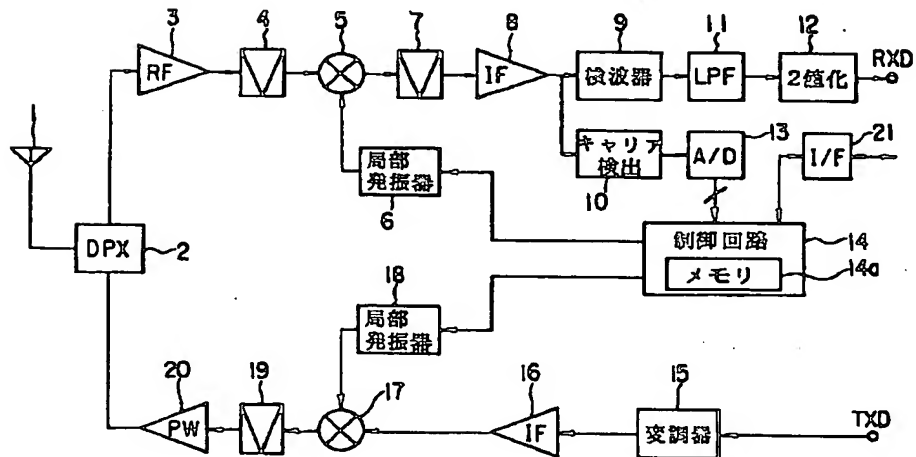 3
4
5
7
8
9
11
12
RF
IF
検波器
LPF
2値化
RXD
1
13
21
キャリア
検出
A/D
I/F
局部
発振器
10
6
DPX
2
制御回路
14
メモリ
14a
18
局部
発振器
20
19
17
16
15
PW
IF
変調器
TXD